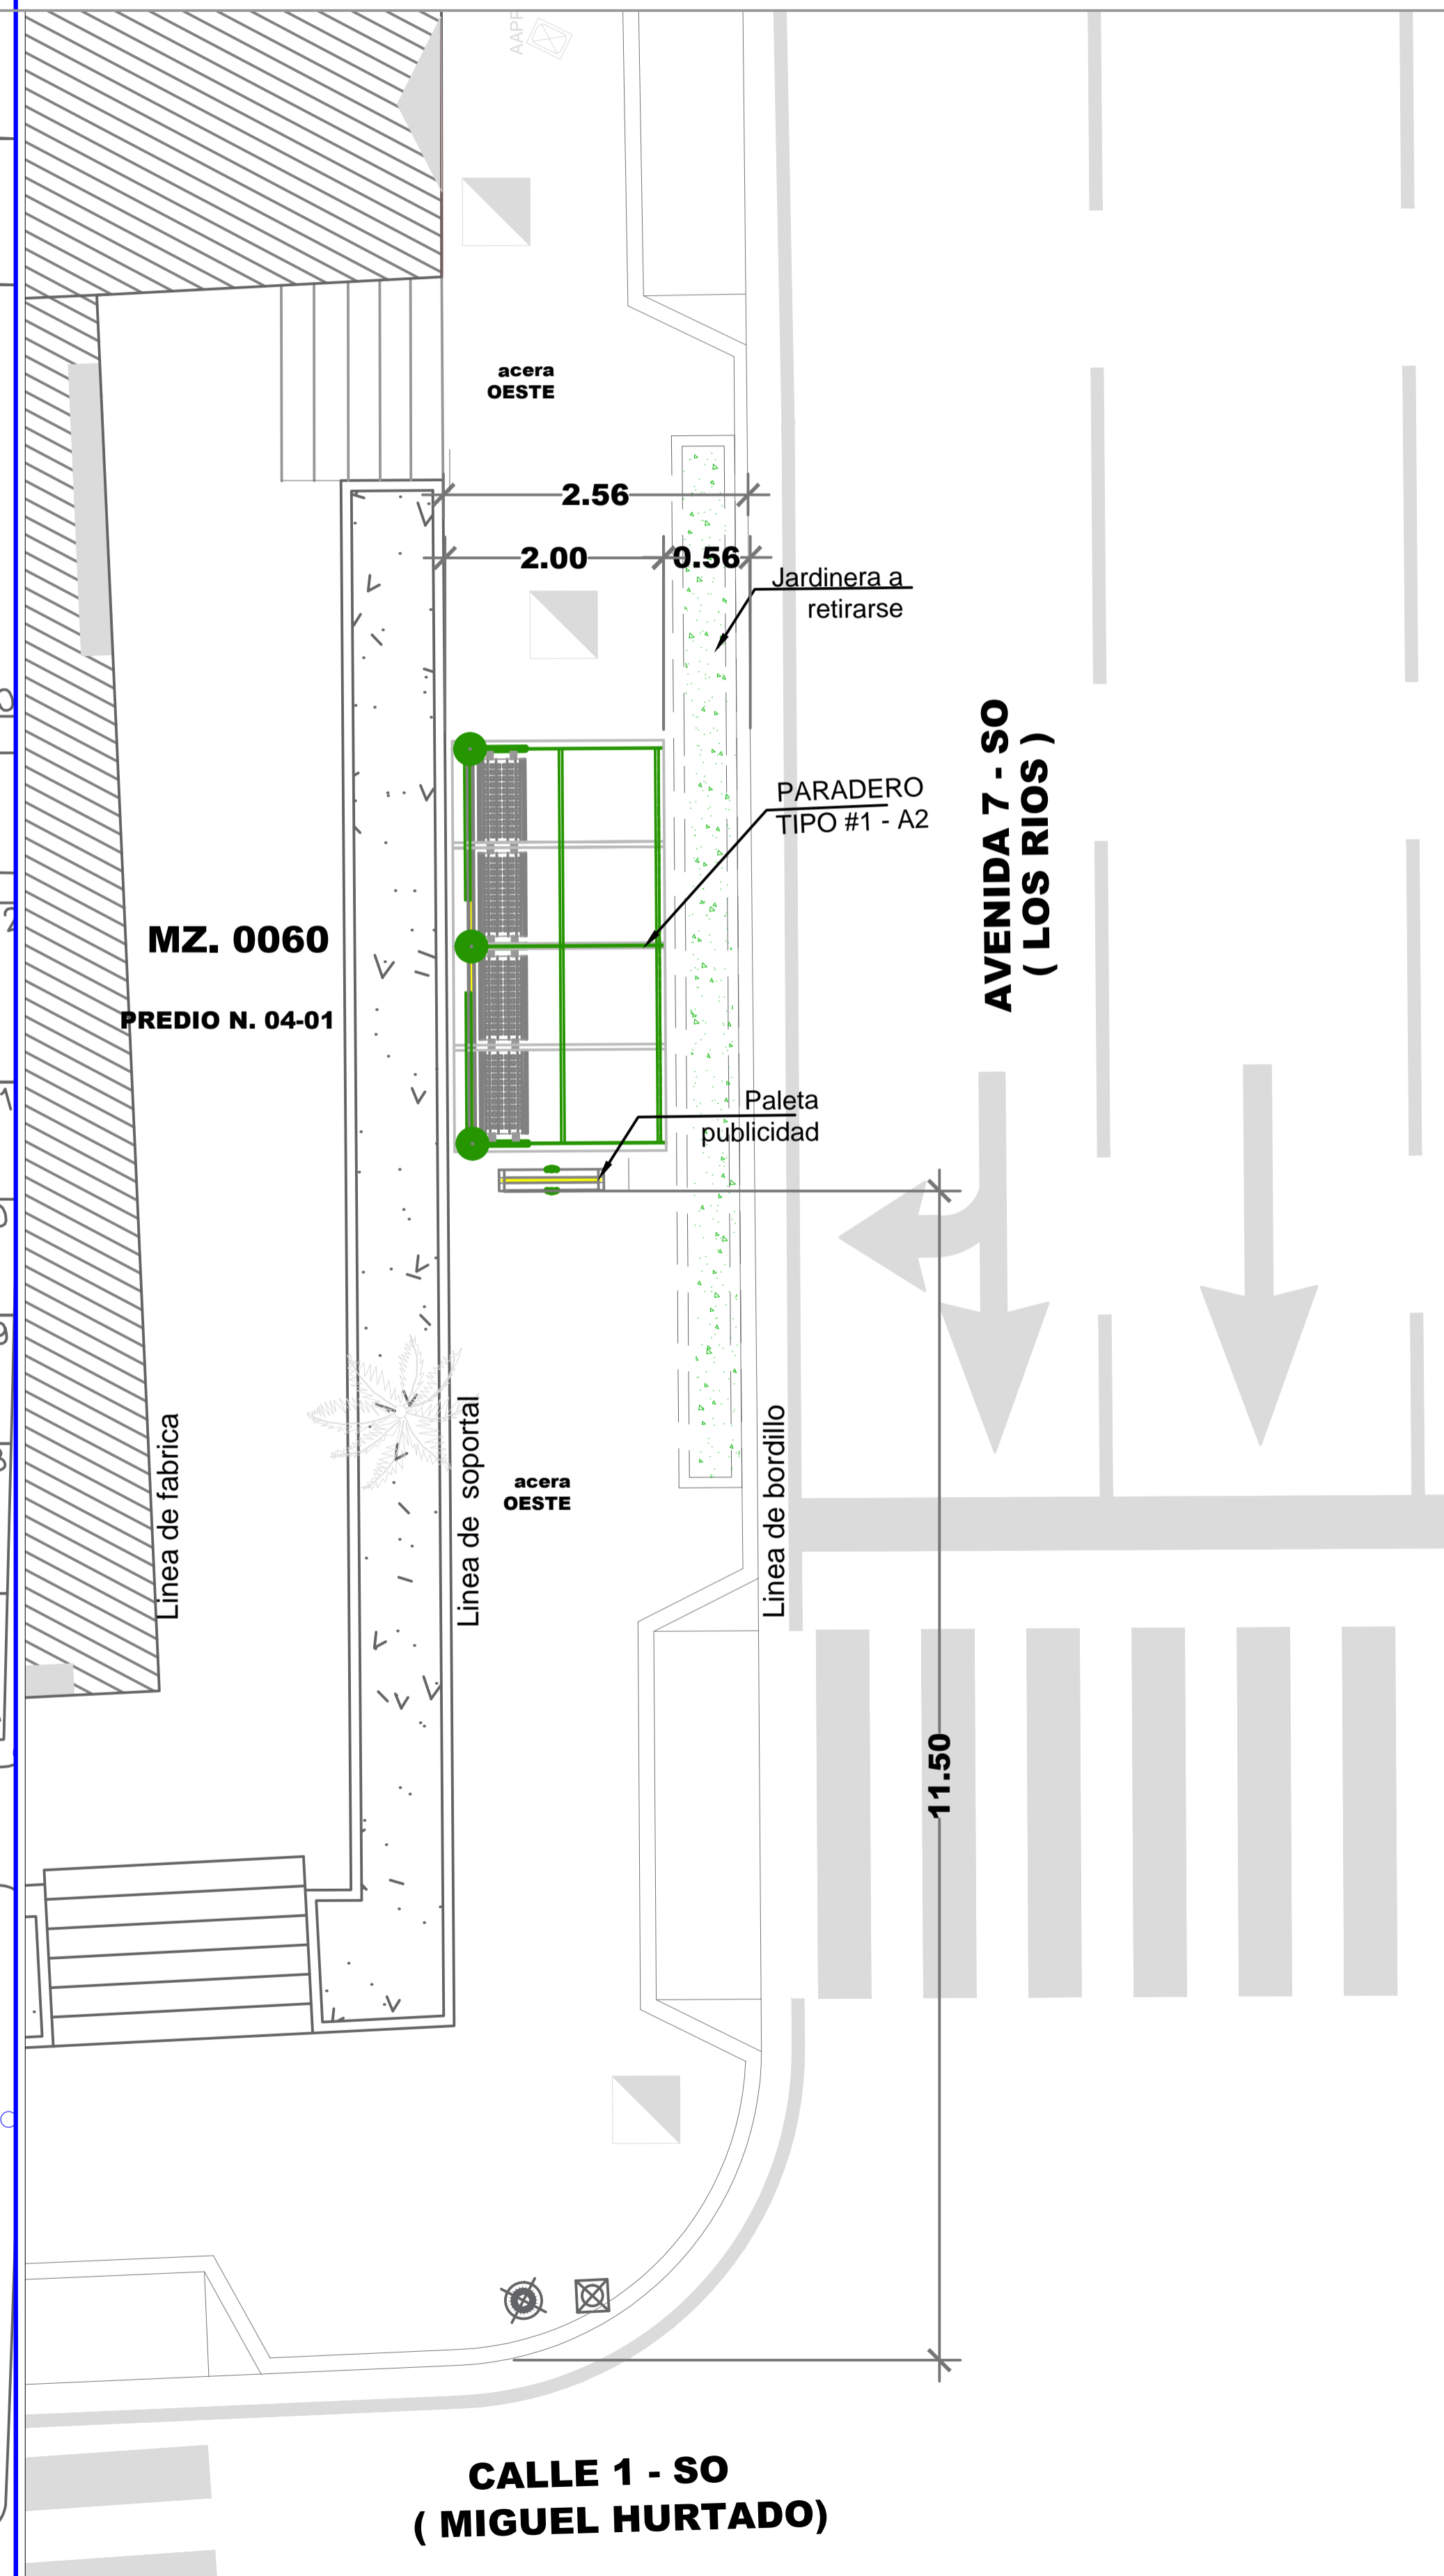 AAPP
acera
OESTE
2.56
2.00
0.56
Jardinera a
retirarse
PARADERO
TIPO #1 - A2
AVENIDA 7 - SO
( LOS RIOS )
MZ. 0060
PREDIO N. 04-01
Paleta
publicidad
Linea de fabrica
Linea de soportal
Linea de bordillo
acera
OESTE
11.50
CALLE 1 - SO
( MIGUEL HURTADO)